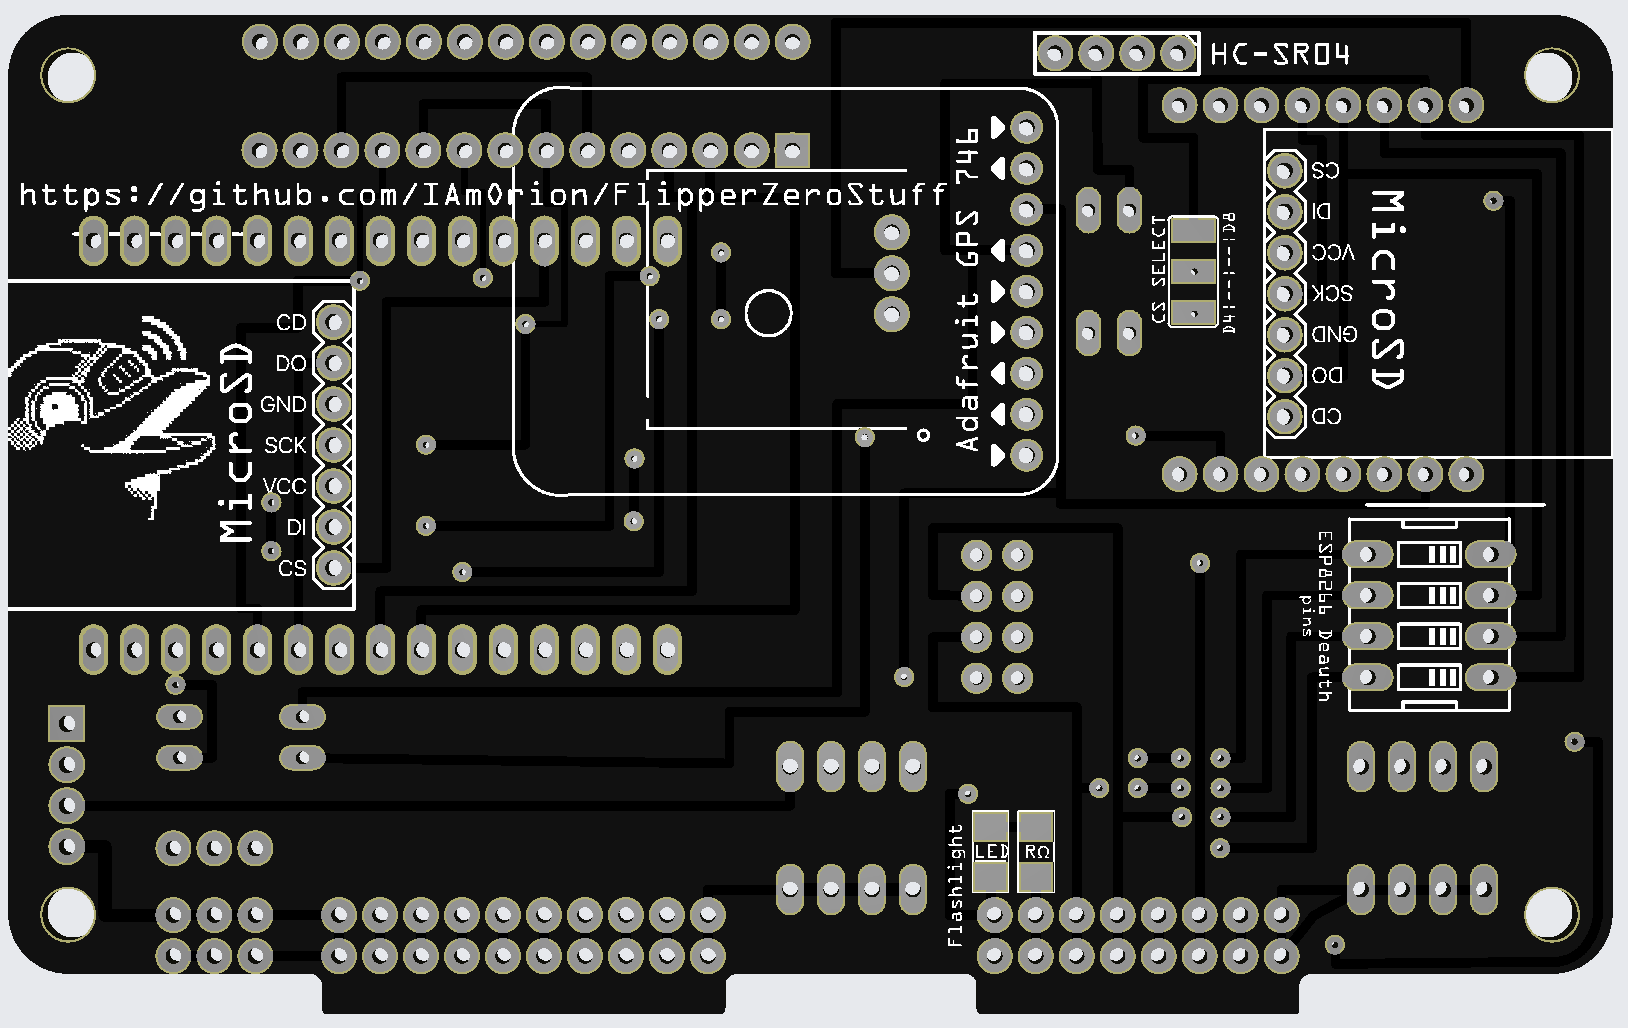 HC-SR04
https://github.com/IAmOrion/FlipperZeroStuff
Adafruit GPS 746
CS SELECT
D4|--|--|D8
CS
DI
VCC
SCK
GND
DO
CD
MicroSD
CD
DO
GND
SCK
VCC
DI
CS
MicroSD
ESP8266 Deauth
pins
Flashlight
LED
RΩ